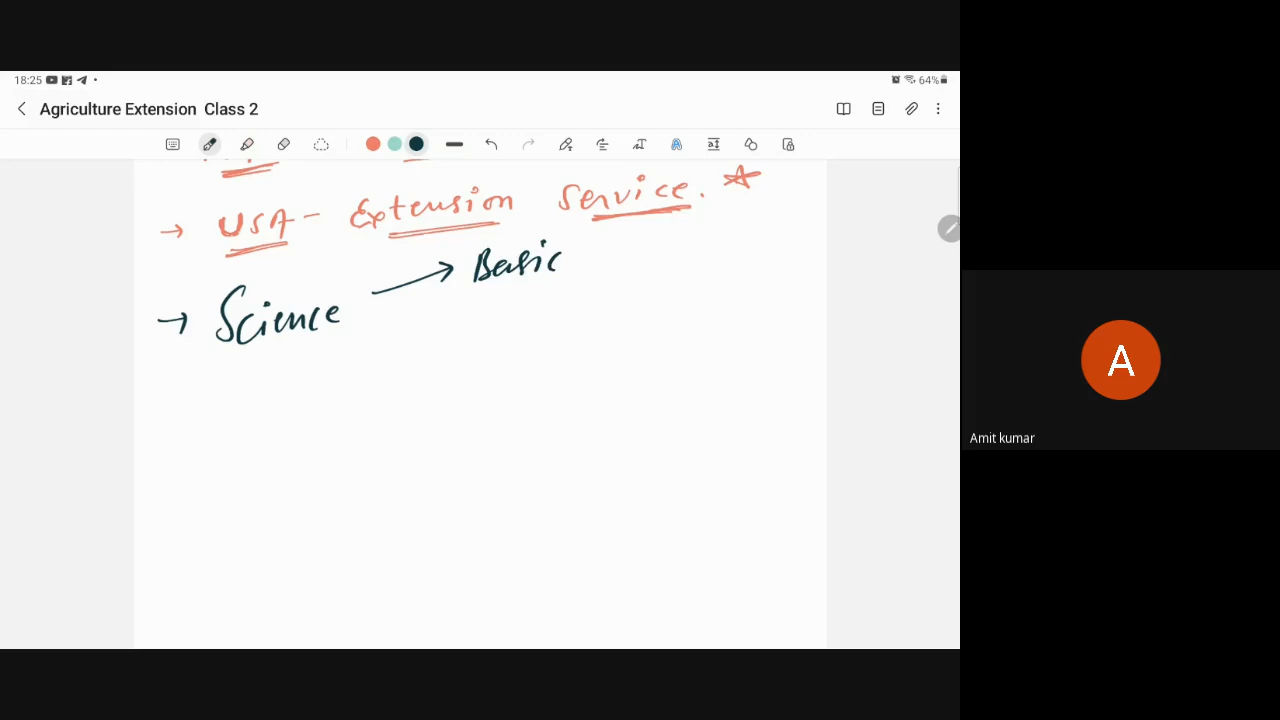 18:25 64%
Agriculture Extension Class 2
→ USA - Extension Service. ☆
→ Science → Basic
A
Amit kumar